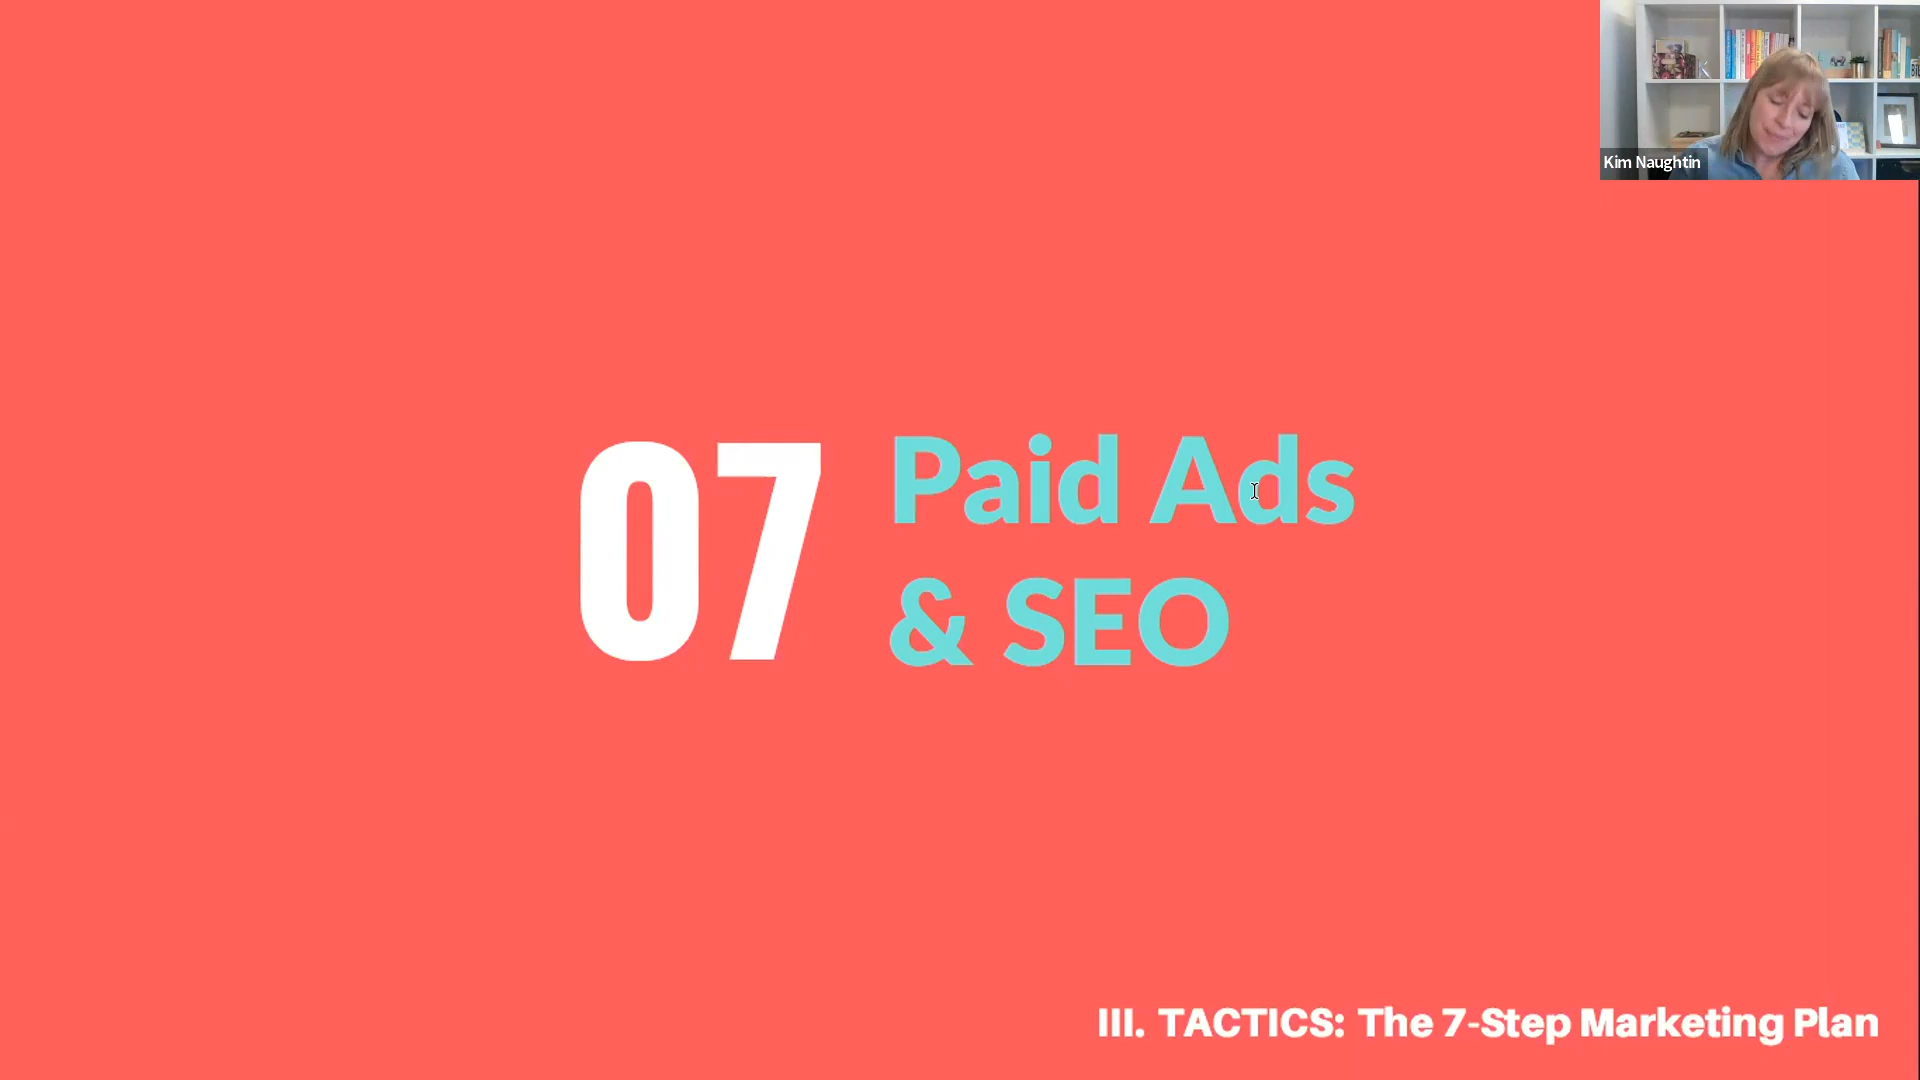 Kim Naughtin
07
Paid Ads
& SEO
III. TACTICS: The 7-Step Marketing Plan